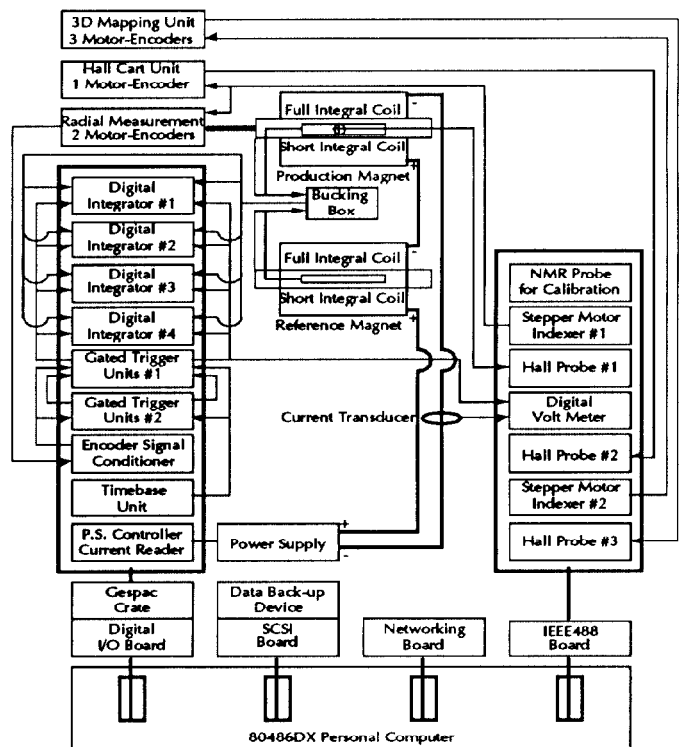 3D Mapping Unit
3 Motor-Encoders
Hall Cart Unit
1 Motor-Encoder
Radial Measurement
2 Motor-Encoders
Full Integral Coil
-
Short Integral Coil
+
Production Magnet
Bucking
Box
Full Integral Coil
-
Short Integral Coil
+
Reference Magnet
Digital
Integrator #1
Digital
Integrator #2
Digital
Integrator #3
Digital
Integrator #4
Gated Trigger
Units #1
Gated Trigger
Units #2
Encoder Signal
Conditioner
Timebase
Unit
P.S. Controller
Current Reader
Current Transducer
Power Supply
+
-
NMR Probe
for Calibration
Stepper Motor
Indexer #1
Hall Probe #1
Digital
Volt Meter
Hall Probe #2
Stepper Motor
Indexer #2
Hall Probe #3
Gespac
Crate
Digital
I/O Board
Data Back-up
Device
SCSI
Board
Networking
Board
IEEE488
Board
80486DX Personal Computer